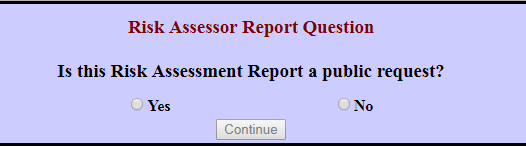 Risk Assessor Report Question
Is this Risk Assessment Report a public request?
Yes No
Continue